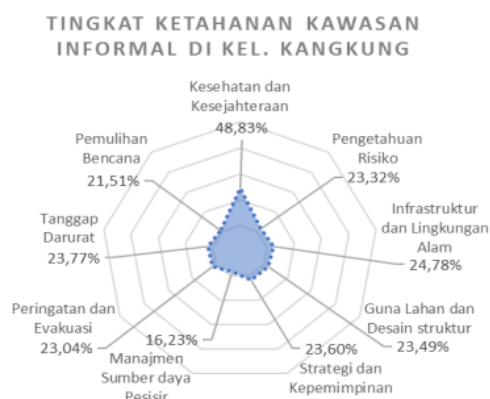 TINGKAT KETAHANAN KAWASAN
INFORMAL DI KEL. KANGKUNG
Kesehatan dan
Kesejahteraan
48,83%
Pengetahuan
Risiko
23,32%
Infrastruktur
dan Lingkungan
Alam
24,78%
Guna Lahan dan
Desain struktur
23,49%
23,60%
Strategi dan
Kepemimpinan
16,23%
Manajmen
Sumber daya
Pesisir
Peringatan dan
Evakuasi
23,04%
Tanggap
Darurat
23,77%
Pemulihan
Bencana
21,51%